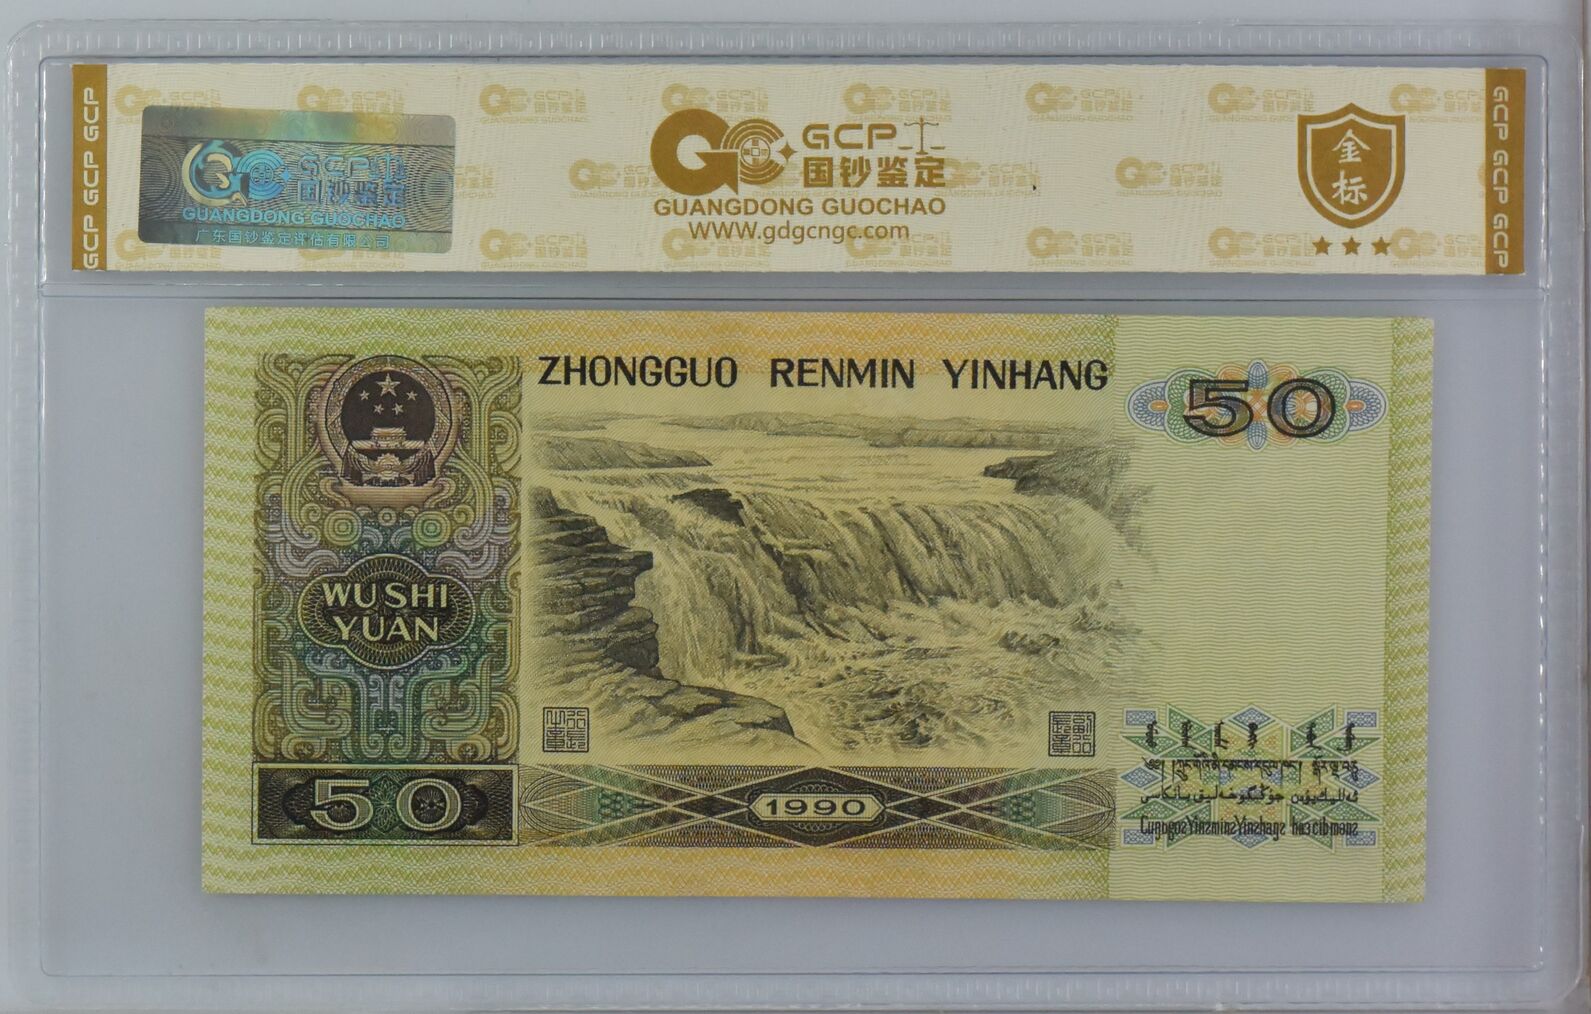 GCP GCP GCP
GCP 国钞鉴定
GUANGDONG GUOCHAO
广东国钞鉴定评估有限公司
GCP
国钞鉴定
GUANGDONG GUOCHAO
WWW.gdgcngc.com
金
标
GCP GCP GCP
ZHONGGUO RENMIN YINHANG
50
WU SHI
YUAN
50
1990